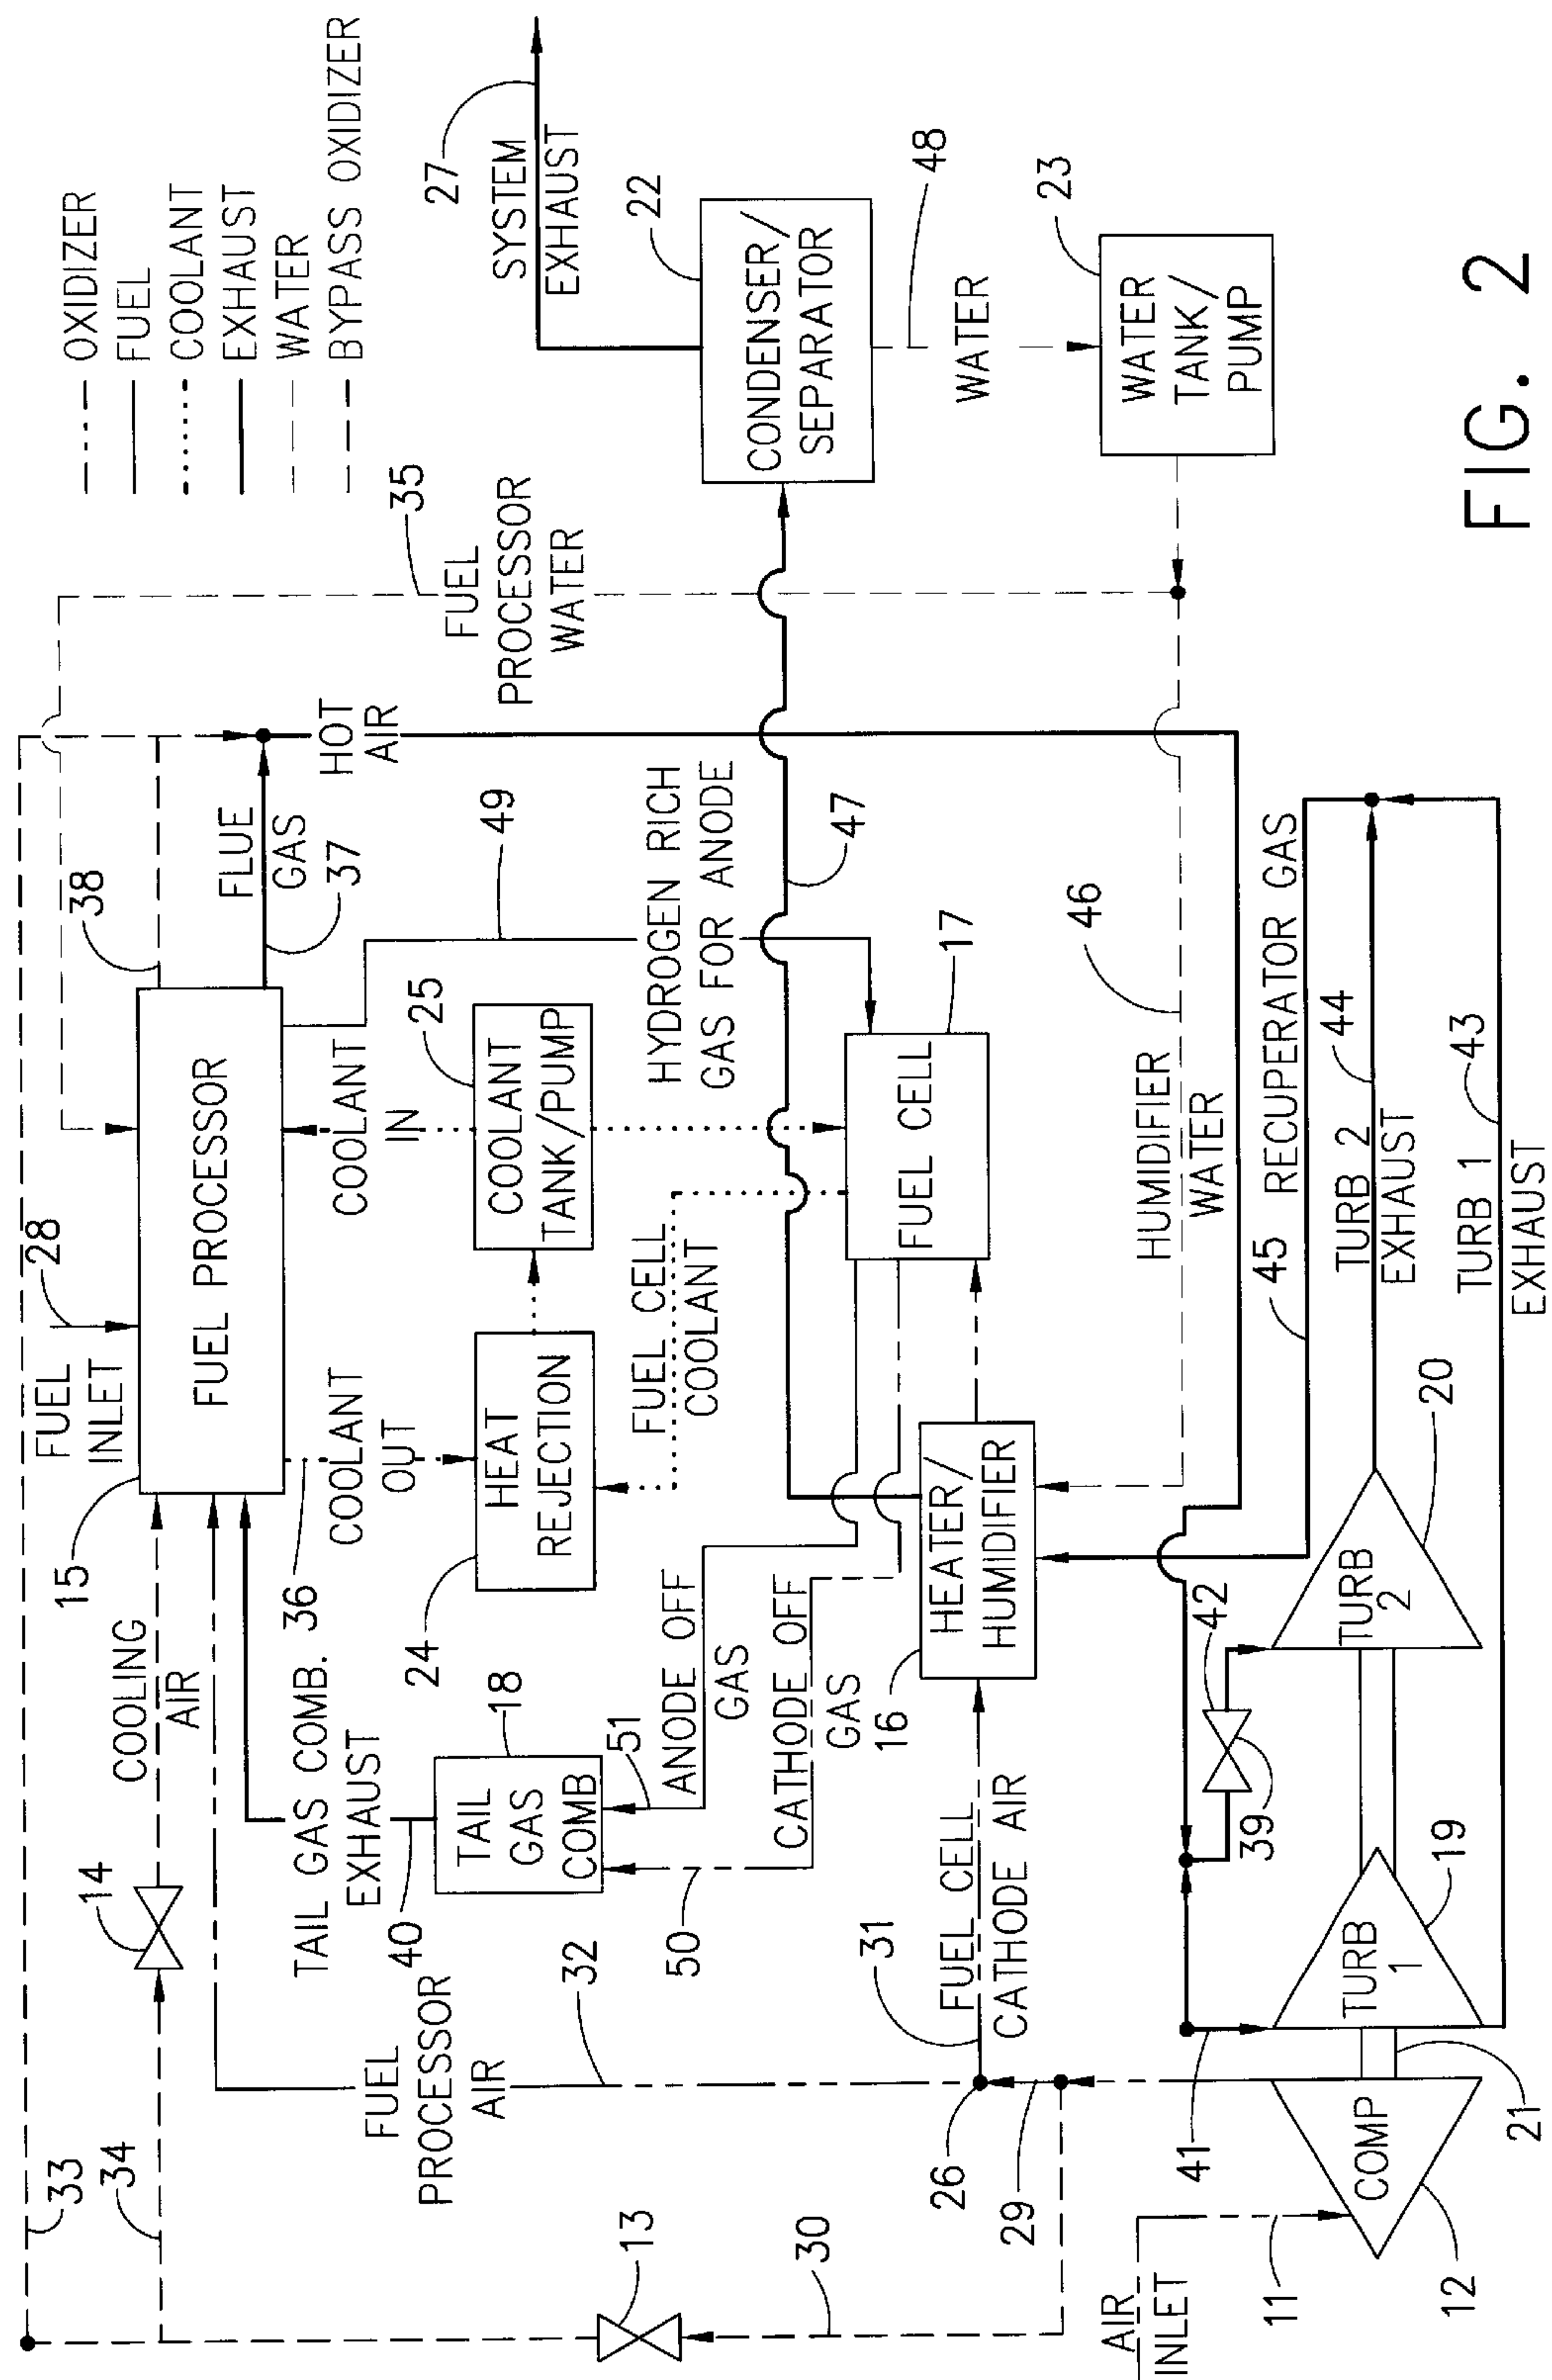 OXIDIZER
FUEL
COOLANT
EXHAUST
WATER
BYPASS OXIDIZER
33
34
14
COOLING
AIR
15
FUEL
INLET
28
FUEL PROCESSOR
38
FLUE
GAS
37
HOT
AIR
35
FUEL
PROCESSOR
WATER
27
SYSTEM
EXHAUST
22
CONDENSER/
SEPARATOR
48
WATER
23
WATER
TANK/
PUMP
13
30
FUEL
PROCESSOR
AIR
32
TAIL GAS COMB.
EXHAUST
40
36
COOLANT
OUT
COOLANT
IN
49
24
HEAT
REJECTION
25
COOLANT
TANK/PUMP
18
TAIL
GAS
COMB
50
51
ANODE OFF
GAS
CATHODE OFF
GAS
FUEL CELL
COOLANT
HYDROGEN RICH
GAS FOR ANODE
47
17
FUEL CELL
26
29
31
FUEL CELL
CATHODE AIR
16
HEATER/
HUMIDIFIER
HUMIDIFIER
WATER
46
AIR
INLET
11
12
COMP
21
41
19
TURB
1
39
42
20
TURB
2
45
RECUPERATOR GAS
TURB 2
EXHAUST
44
TURB 1
EXHAUST
43
FIG. 2